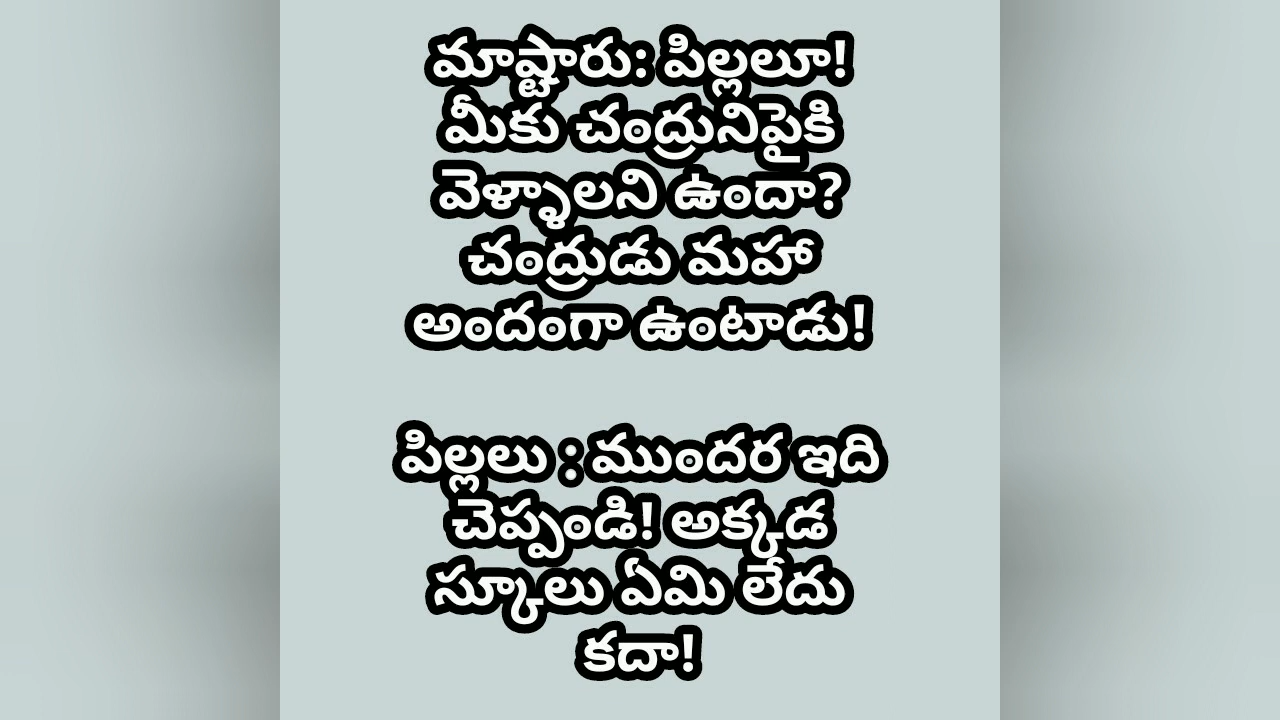 మాష్టారు: పిల్లలూ!
మీకు చంద్రునిపైకి
వెళ్ళాలని ఉందా?
చంద్రుడు మహా
అందంగా ఉంటాడు!
పిల్లలు : ముందర ఇది
చెప్పండి! అక్కడ
స్కూలు ఏమి లేదు
కదా!